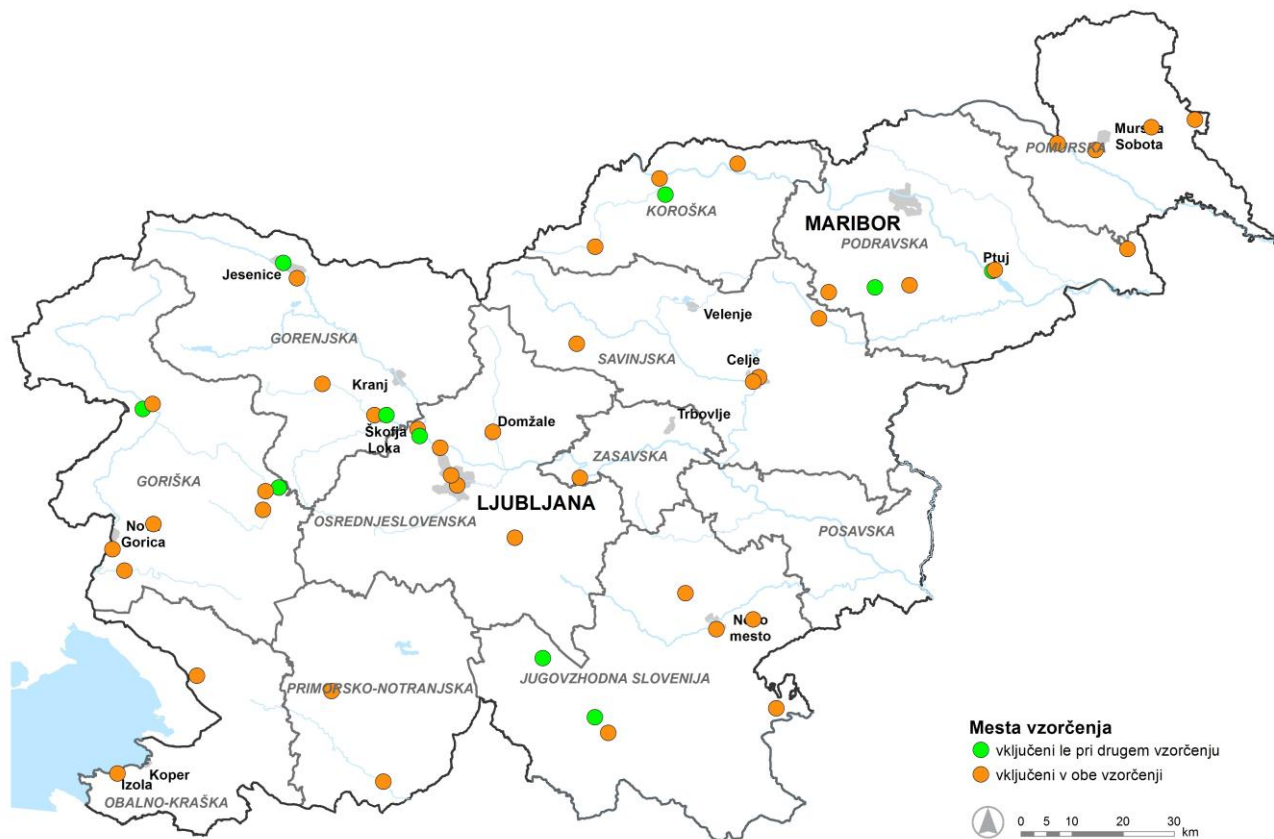 Murska
Sobota
POMURSKA
KOROŠKA
MARIBOR
PODRAVSKA
Ptuj
Jesenice
Velenje
GORENJSKA
SAVINJSKA
Celje
Kranj
Trbovlje
Domžale
Škofja
Loka
ZASAVSKA
GORIŠKA
LJUBLJANA
OSREDNJESLOVENSKA
POSAVSKA
Nova
Gorica
Novo
mesto
JUGOVZHODNA SLOVENIJA
PRIMORSKO-NOTRANJSKA
Koper
Izola
OBALNO-KRAŠKA
Mesta vzorčenja
vključeni le pri drugem vzorčenju
vključeni v obe vzorčenji
0 5 10 20 30
km